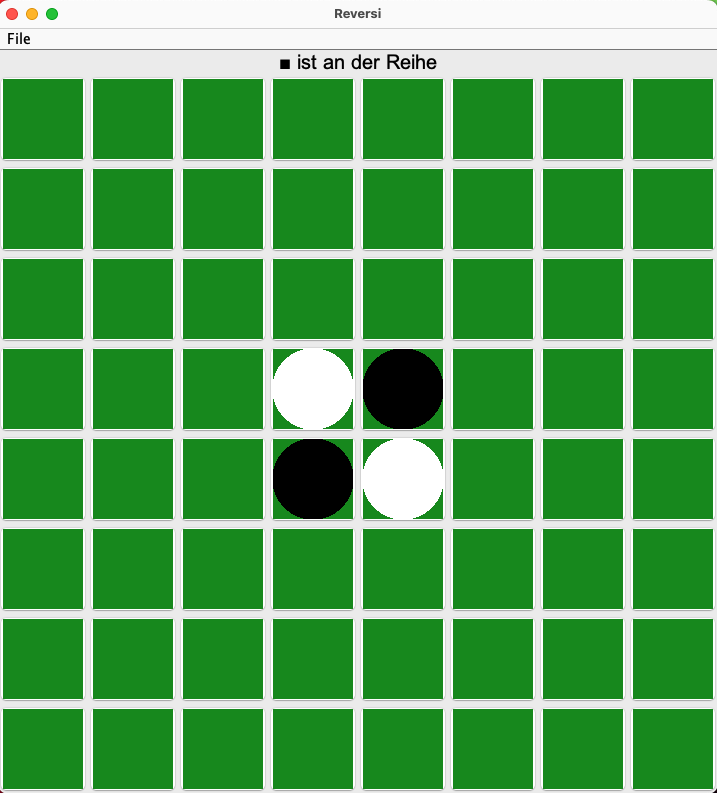 Reversi
File
■ ist an der Reihe